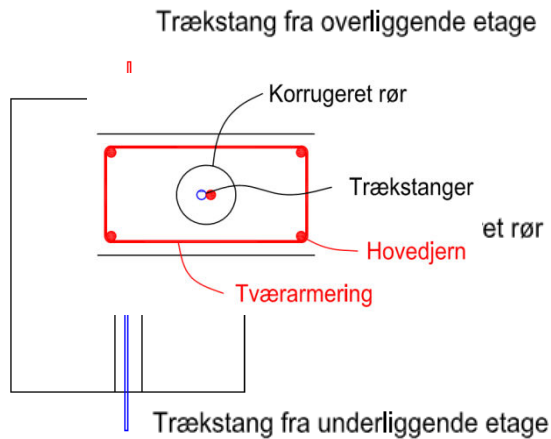 Trækstang fra overliggende etage
Korrugeret rør
Trækstanger
et rør
Hovedjern
Tværarmering
Trækstang fra underliggende etage